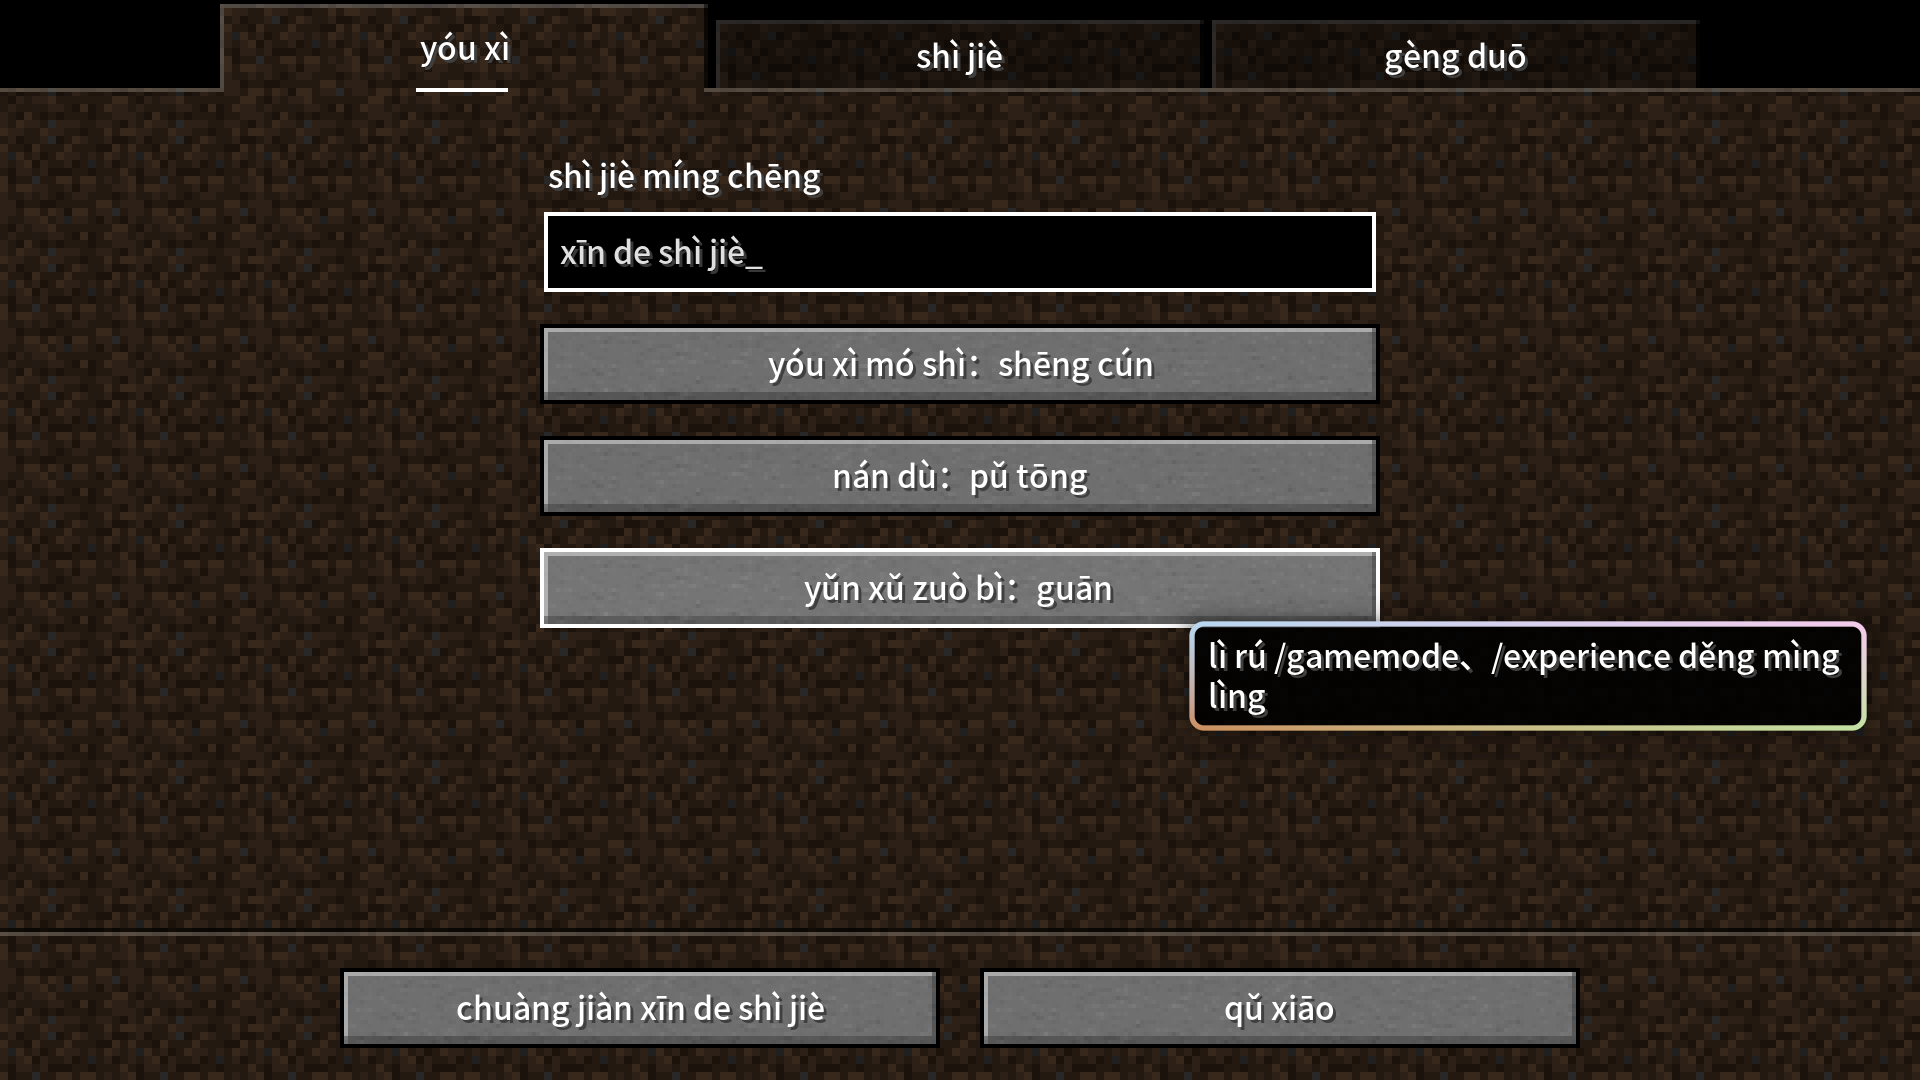 yóu xì
shì jiè
gèng duō
shì jiè míng chēng
xīn de shì jiè_
yóu xì mó shì：shēng cún
nán dù：pǔ tōng
yǔn xǔ zuò bì：guān
lì rú /gamemode、/experience děng mìng
lìng
chuàng jiàn xīn de shì jiè
qǔ xiāo